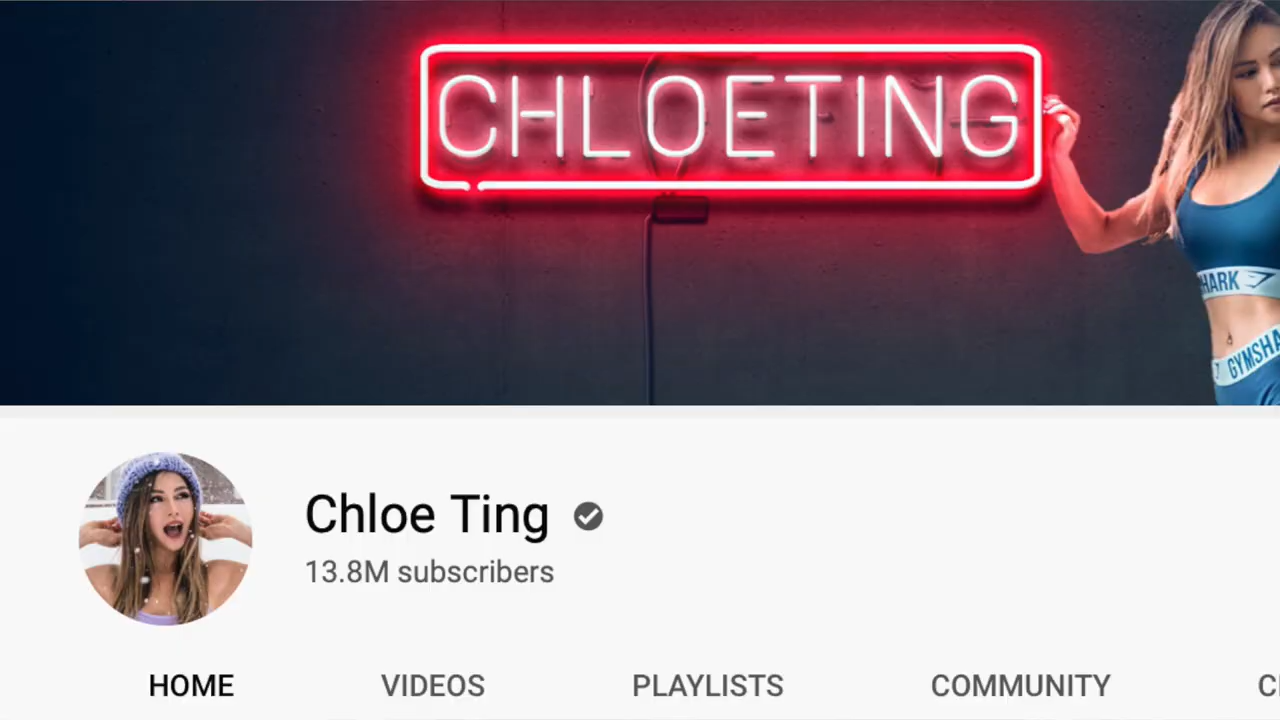 CHLOETING
HARK
GYMSHA
Chloe Ting
13.8M subscribers
HOME VIDEOS PLAYLISTS COMMUNITY C